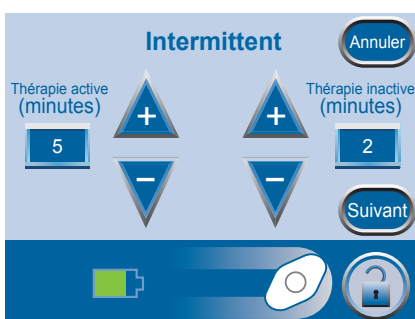 Intermittent
Annuler
Thérapie active
(minutes)
5
+
−
Thérapie inactive
(minutes)
2
+
−
Suivant